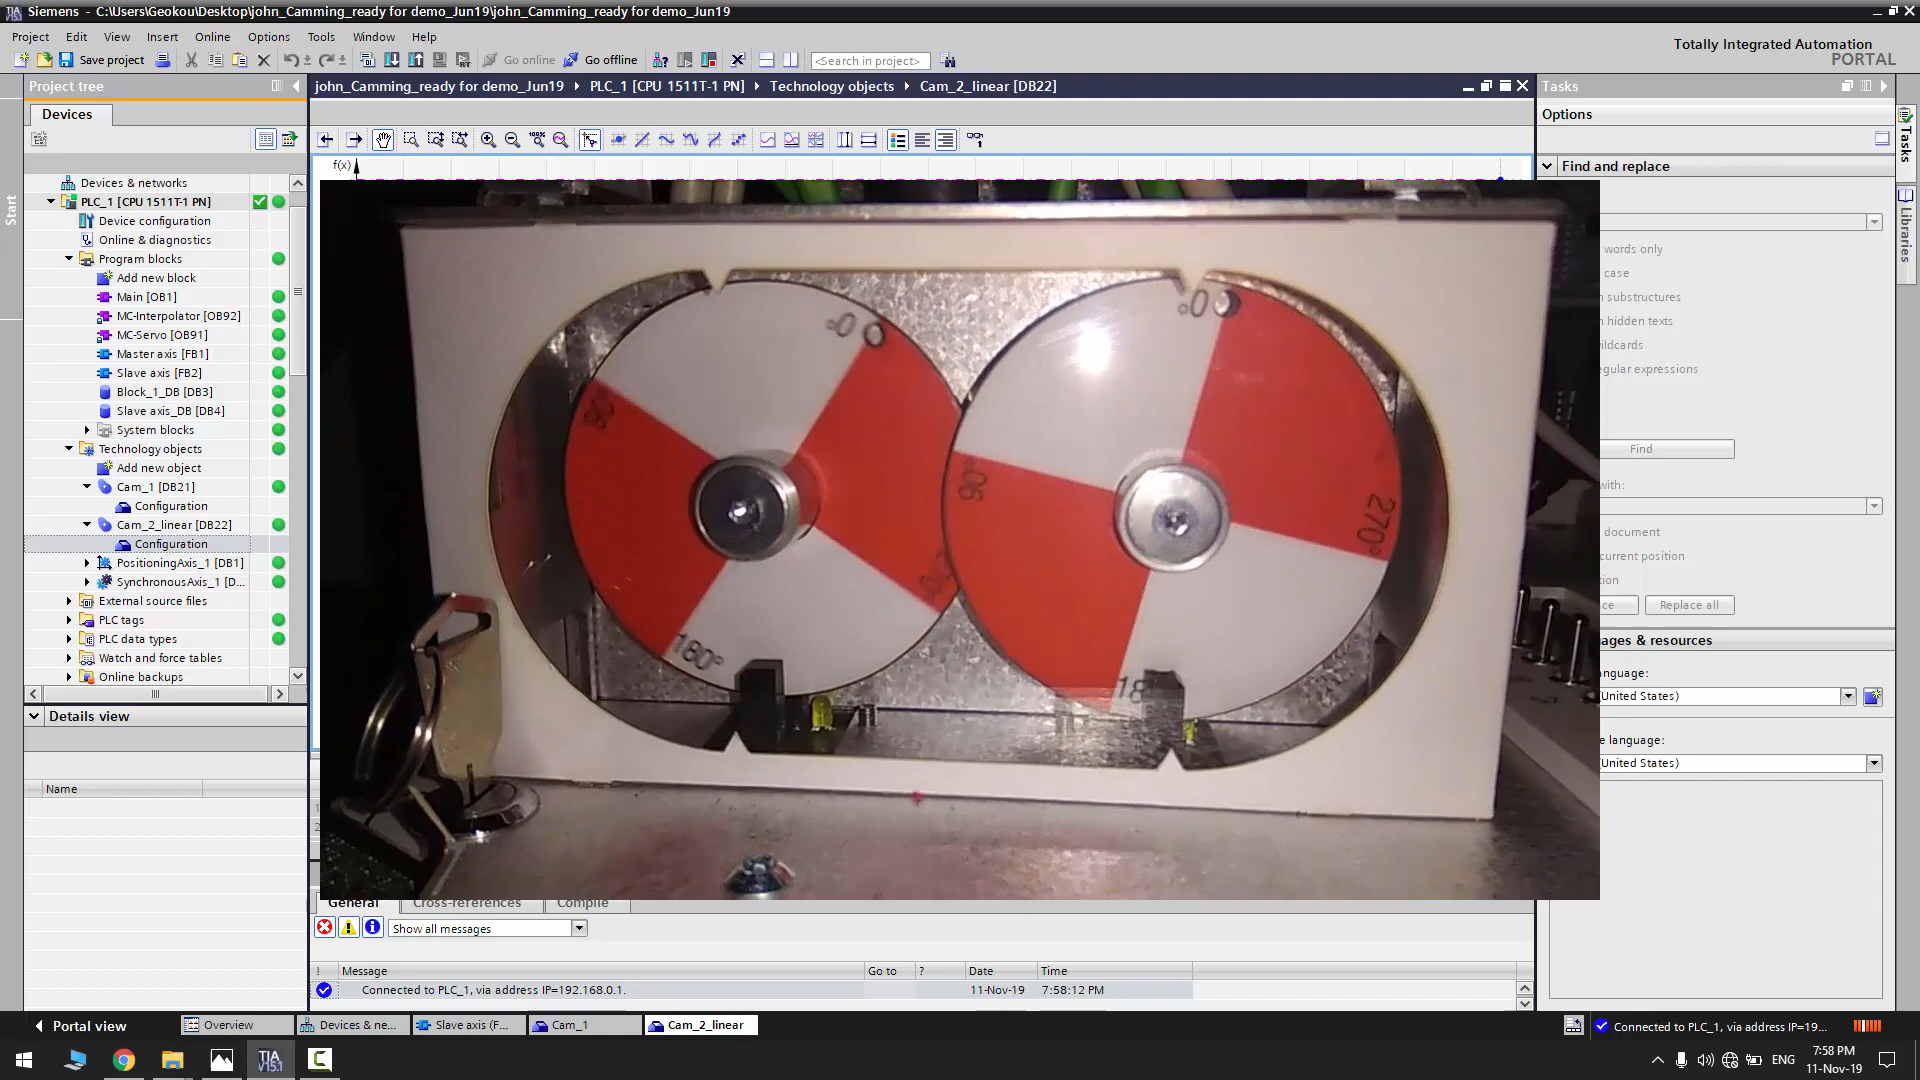 Siemens - C:\Users\Geokou\Desktop\john_Camming_ready for demo_Jun19\john_Camming_ready for demo_Jun19
Project Edit View Insert Online Options Tools Window Help
Totally Integrated Automation
PORTAL
Save project
Go online
Go offline
<Search in project>
Project tree
john_Camming_ready for demo_Jun19
PLC_1 [CPU 1511T-1 PN]
Technology objects
Cam_2_linear [DB22]
Tasks
Devices
Options
Start
f(x)
Find and replace
Devices & networks
PLC_1 [CPU 1511T-1 PN]
Device configuration
Online & diagnostics
Program blocks
Add new block
Main [OB1]
MC-Interpolator [OB92]
MC-Servo [OB91]
Master axis [FB1]
Slave axis [FB2]
Block_1_DB [DB3]
Slave axis_DB [DB4]
System blocks
Technology objects
Add new object
Cam_1 [DB21]
Configuration
Cam_2_linear [DB22]
Configuration
PositioningAxis_1 [DB1]
SynchronousAxis_1 [D...
External source files
PLC tags
PLC data types
Watch and force tables
Online backups
Details view
Name
0°
90°
180°
0°
90°
270°
18
words only
case
substructures
hidden texts
Find
with:
document
current position
Replace all
language:
(United States)
language:
(United States)
Tasks
Libraries
General
Cross-references
Compile
Show all messages
! Message Go to ? Date Time
Connected to PLC_1, via address IP=192.168.0.1. 11-Nov-19 7:58:12 PM
Portal view
Overview
Devices & ne...
Slave axis (F...
Cam_1
Cam_2_linear
Connected to PLC_1, via address IP=19...
TIA
V15.1
ENG
7:58 PM
11-Nov-19